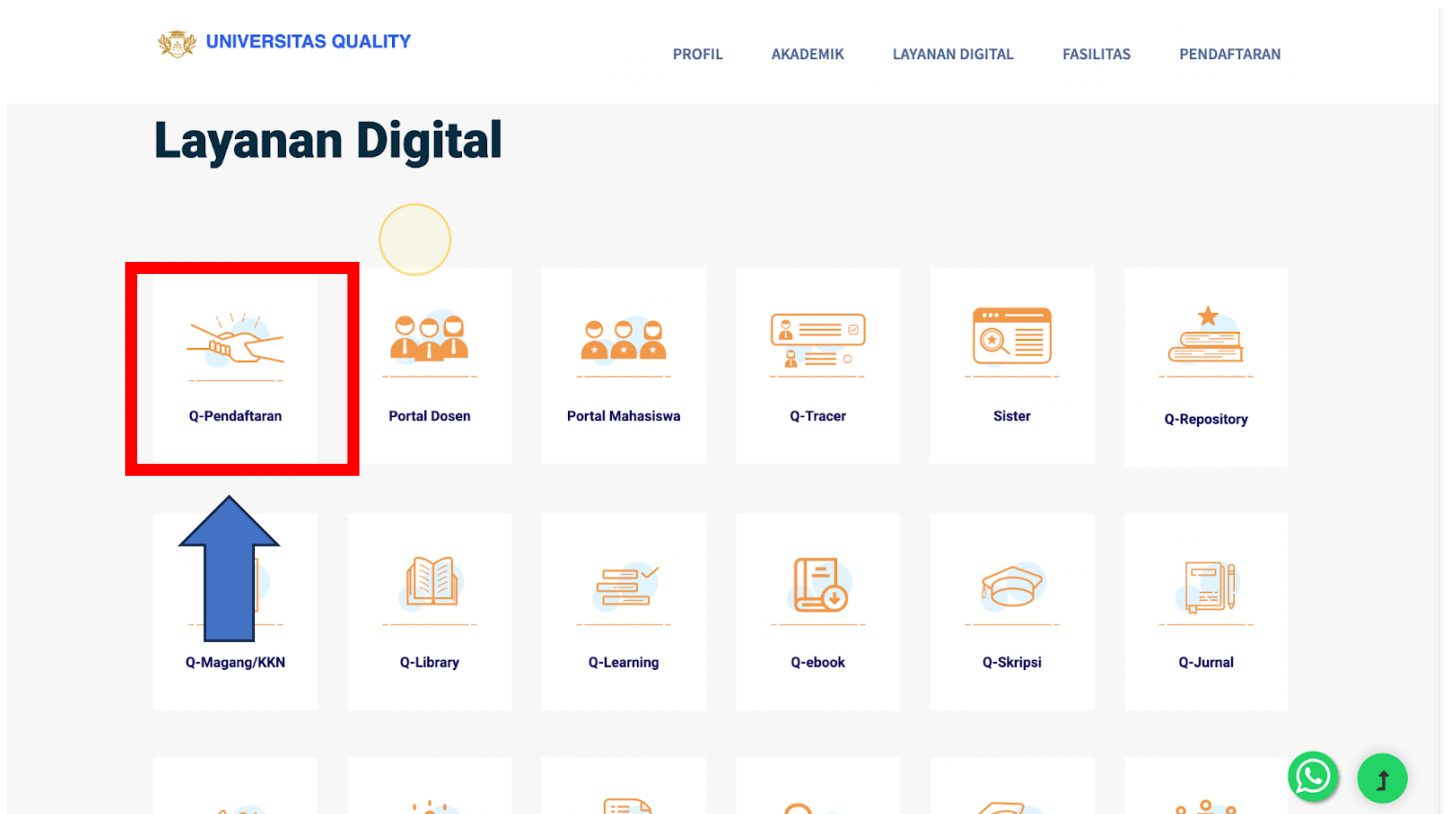 UNIVERSITAS QUALITY
PROFIL AKADEMIK LAYANAN DIGITAL FASILITAS PENDAFTARAN
Layanan Digital
Q-Pendaftaran Portal Dosen Portal Mahasiswa Q-Tracer Sister Q-Repository
Q-Magang/KKN Q-Library Q-Learning Q-ebook Q-Skripsi Q-Jurnal